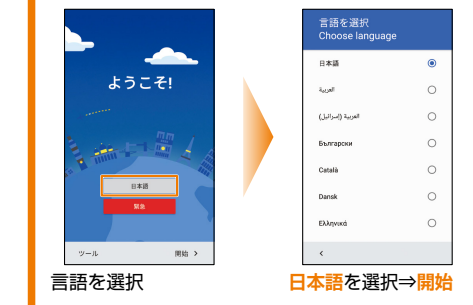 ようこそ!
日本語
緊急
ツール
開始 >
言語を選択
言語を選択
Choose language
日本語
العربية
العربية (إسرائيل)
Български
Català
Dansk
Ελληνικά
<
日本語を選択⇒開始